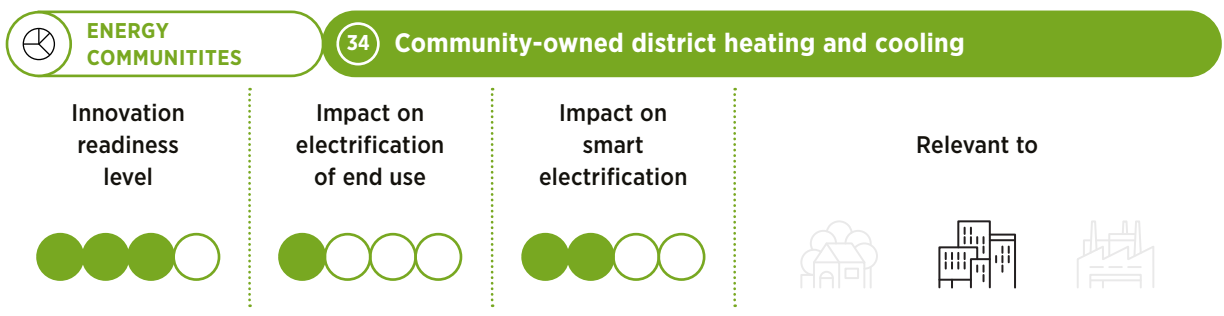 ENERGY
COMMUNITITES
34 Community-owned district heating and cooling
Innovation
readiness
level
Impact on
electrification
of end use
Impact on
smart
electrification
Relevant to